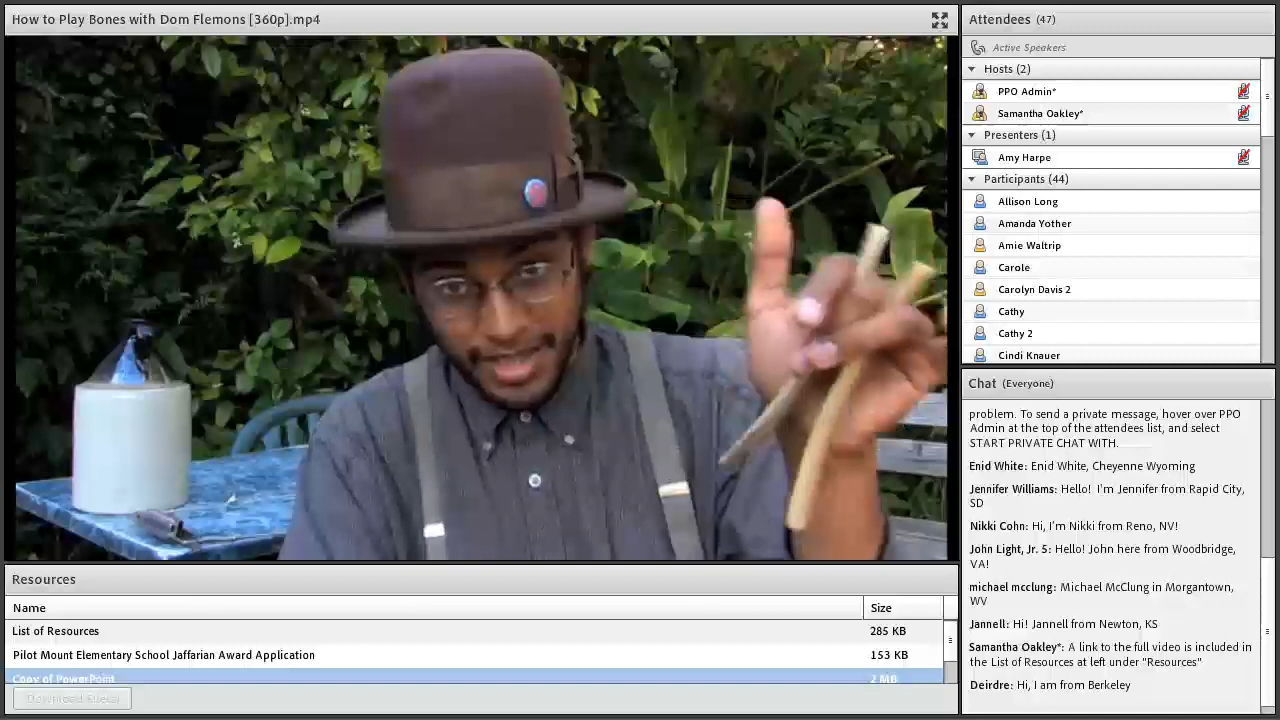 How to Play Bones with Dom Flemons [360p].mp4
Attendees (47)
Active Speakers
Hosts (2)
PPO Admin*
Samantha Oakley*
Presenters (1)
Amy Harpe
Participants (44)
Allison Long
Amanda Yother
Amie Waltrip
Carole
Carolyn Davis 2
Cathy
Cathy 2
Cindi Knauer
Chat (Everyone)
problem. To send a private message, hover over PPO
Admin at the top of the attendees list, and select
START PRIVATE CHAT WITH.
Enid White: Enid White, Cheyenne Wyoming
Jennifer Williams: Hello! I'm Jennifer from Rapid City,
SD
Nikki Cohn: Hi, I'm Nikki from Reno, NV!
John Light, Jr. 5: Hello! John here from Woodbridge,
VA!
michael mcclung: Michael McClung in Morgantown,
WV
Jannell: Hi! Jannell from Newton, KS
Samantha Oakley*: A link to the full video is included in
the List of Resources at left under "Resources"
Deirdre: Hi, I am from Berkeley
Resources
Name Size
List of Resources 285 KB
Pilot Mount Elementary School Jaffarian Award Application 153 KB
Copy of PowerPoint 2 MB
Download File(s)